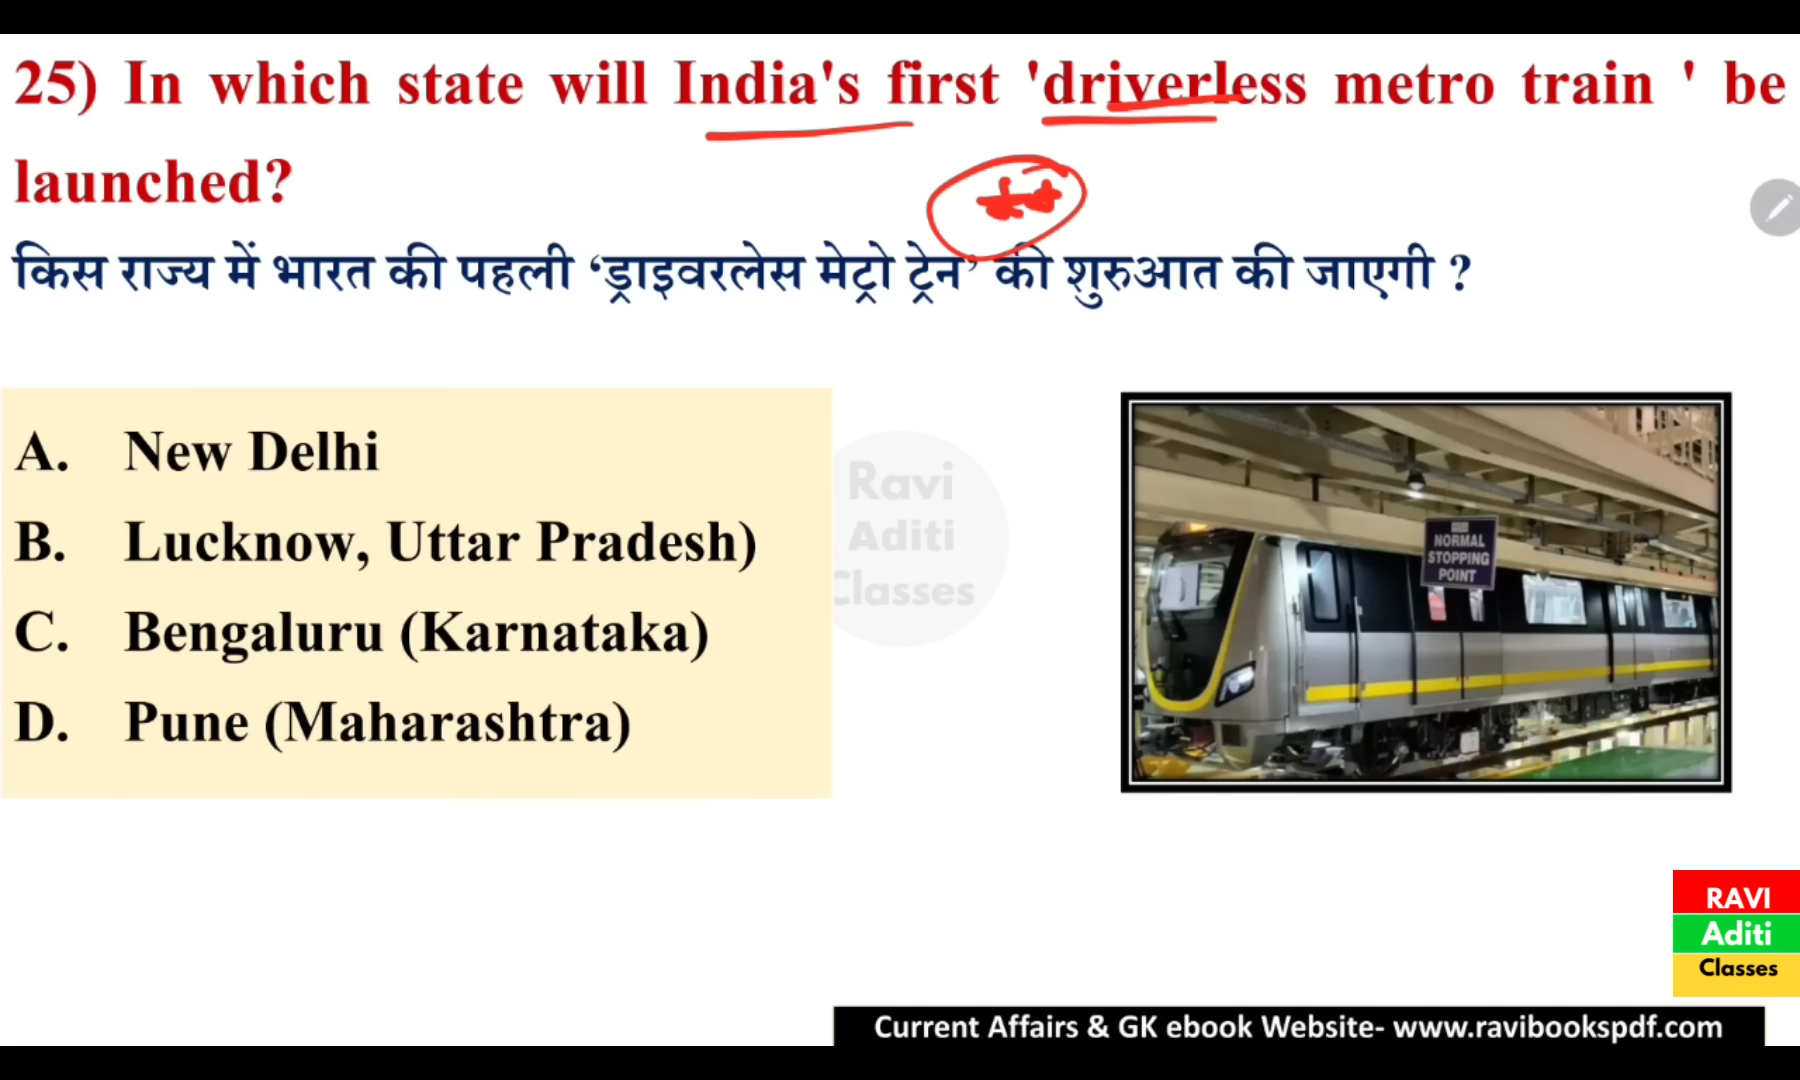 25) In which state will India's first 'driverless metro train ' be
launched?
किस राज्य में भारत की पहली ‘ड्राइवरलेस मेट्रो ट्रेन’ की शुरुआत की जाएगी ?
A. New Delhi
B. Lucknow, Uttar Pradesh)
C. Bengaluru (Karnataka)
D. Pune (Maharashtra)
Ravi
Aditi
Classes
NORMAL
STOPPING
POINT
RAVI
Aditi
Classes
Current Affairs & GK ebook Website- www.ravibookspdf.com